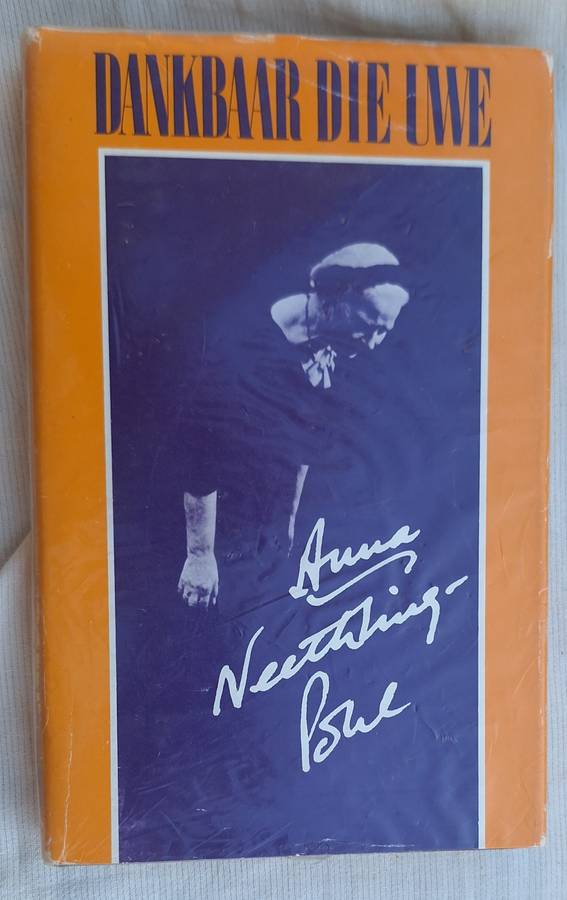 DANKBAAR DIE UWE
Anna
Neethling-
Pohl